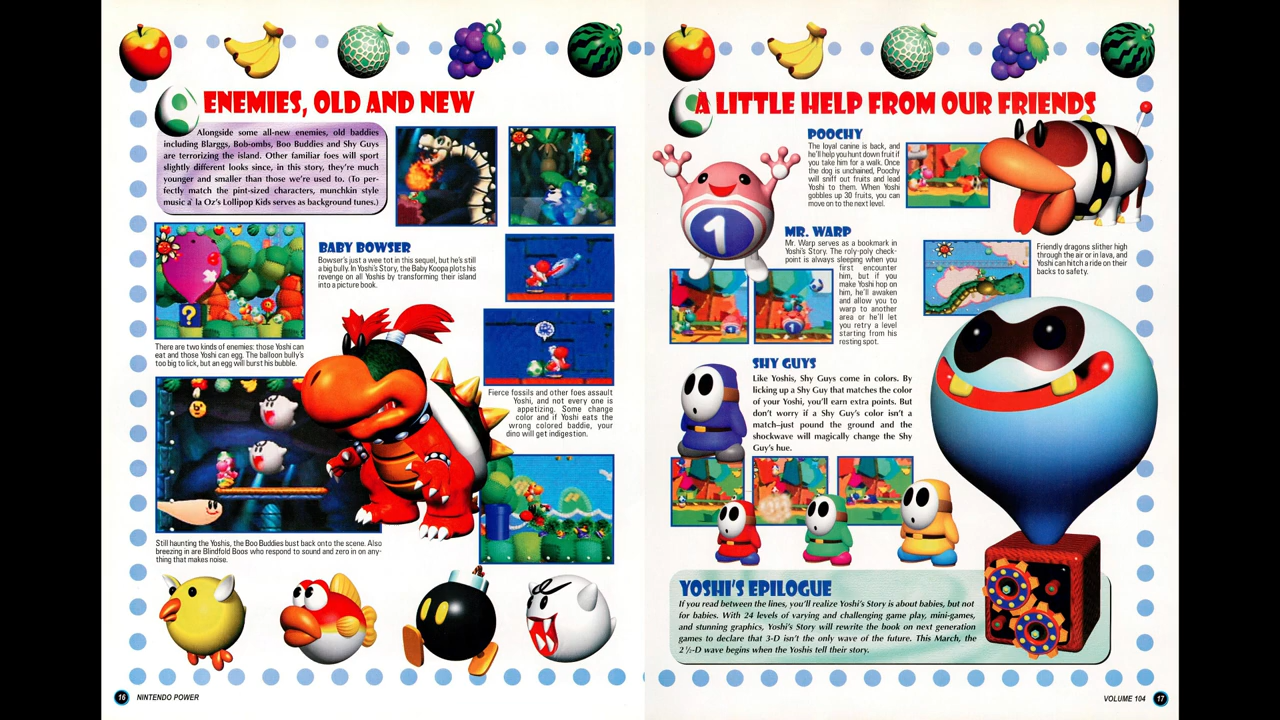 ENEMIES, OLD AND NEW
Alongside some all-new enemies, old baddies
including Blarggs, Bob-ombs, Boo Buddies and Shy Guys
are terrorizing the island. Other familiar foes will sport
slightly different looks since, in this story, they're much
younger and smaller than those we're used to. (To per-
fectly match the pint-sized characters, munchkin style
music a` la Oz's Lollipop Kids serves as background tunes.)
BABY BOWSER
Bowser's just a wee tot in this sequel, but he's still
a big bully. In Yoshi's Story, the Baby Koopa plots his
revenge on all Yoshis by transforming their island
into a picture book.
?
There are two kinds of enemies: those Yoshi can
eat and those Yoshi can egg. The balloon bully's
too big to lick, but an egg will burst his bubble.
Fierce fossils and other foes assault
Yoshi, and not every one is
appetizing. Some change
color and if Yoshi eats the
wrong colored baddie, your
dino will get indigestion.
Still haunting the Yoshis, the Boo Buddies bust back onto the scene. Also
breezing in are Blindfold Boos who respond to sound and zero in on any-
thing that makes noise.
16 NINTENDO POWER
A LITTLE HELP FROM OUR FRIENDS
POOCHY
The loyal canine is back, and
he'll help you hunt down fruit if
you take him for a walk. Once
the dog is unchained, Poochy
will sniff out fruits and lead
Yoshi to them. When Yoshi
gobbles up 30 fruits, you can
move on to the next level.
1
MR. WARP
Mr. Warp serves as a bookmark in
Yoshi's Story. The roly-poly check-
point is always sleeping when you
first encounter
him, but if you
make Yoshi hop on
him, he'll awaken
and allow you to
warp to another
area or he'll let
you retry a level
starting from his
resting spot.
1
1
Friendly dragons slither high
through the air or in lava, and
Yoshi can hitch a ride on their
backs to safety.
SHY GUYS
Like Yoshis, Shy Guys come in colors. By
licking up a Shy Guy that matches the color
of your Yoshi, you'll earn extra points. But
don't worry if a Shy Guy's color isn't a
match–just pound the ground and the
shockwave will magically change the Shy
Guy's hue.
YOSHI'S EPILOGUE
If you read between the lines, you'll realize Yoshi's Story is about babies, but not
for babies. With 24 levels of varying and challenging game play, mini-games,
and stunning graphics, Yoshi's Story will rewrite the book on next generation
games to declare that 3-D isn't the only wave of the future. This March, the
2 ½-D wave begins when the Yoshis tell their story.
VOLUME 104 17